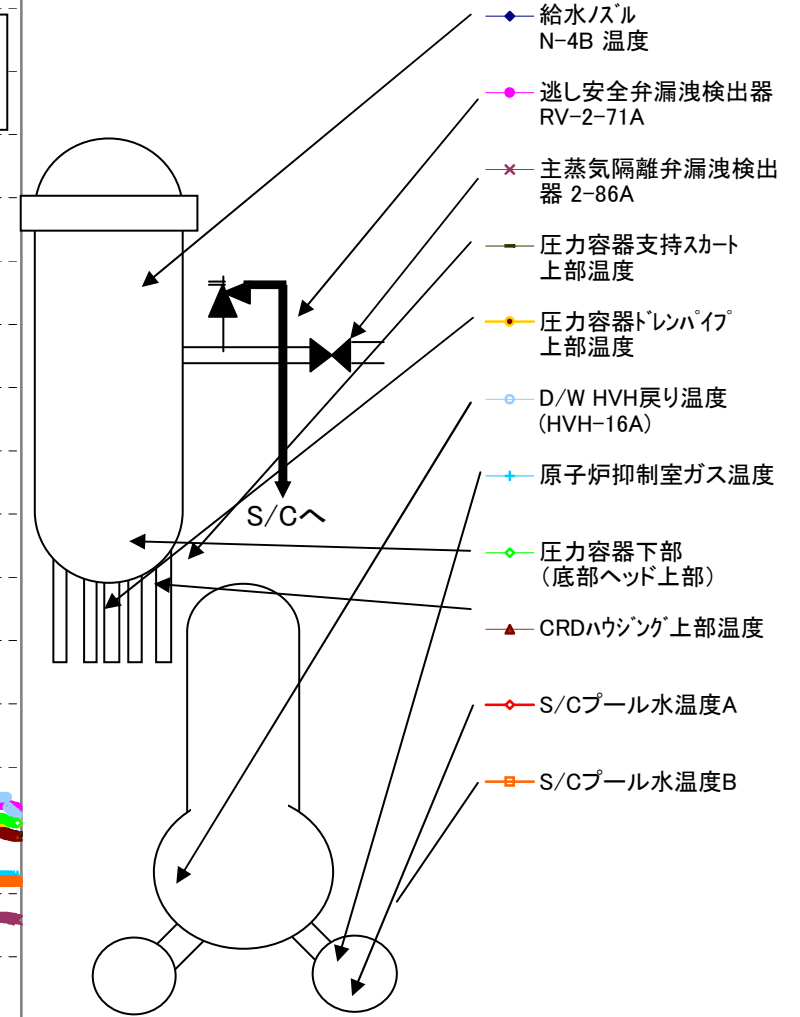 給水ﾉｽﾞﾙ
N-4B 温度
逃し安全弁漏洩検出器
RV-2-71A
主蒸気隔離弁漏洩検出
器 2-86A
圧力容器支持ｽｶｰﾄ
上部温度
圧力容器ﾄﾞﾚﾝﾊﾟｲﾌﾟ
上部温度
D/W HVH戻り温度
(HVH-16A)
原子炉抑制室ガス温度
S/Cへ
圧力容器下部
（底部ヘッド上部）
CRDﾊｳｼﾞﾝｸﾞ上部温度
S/Cプール水温度A
S/Cプール水温度B